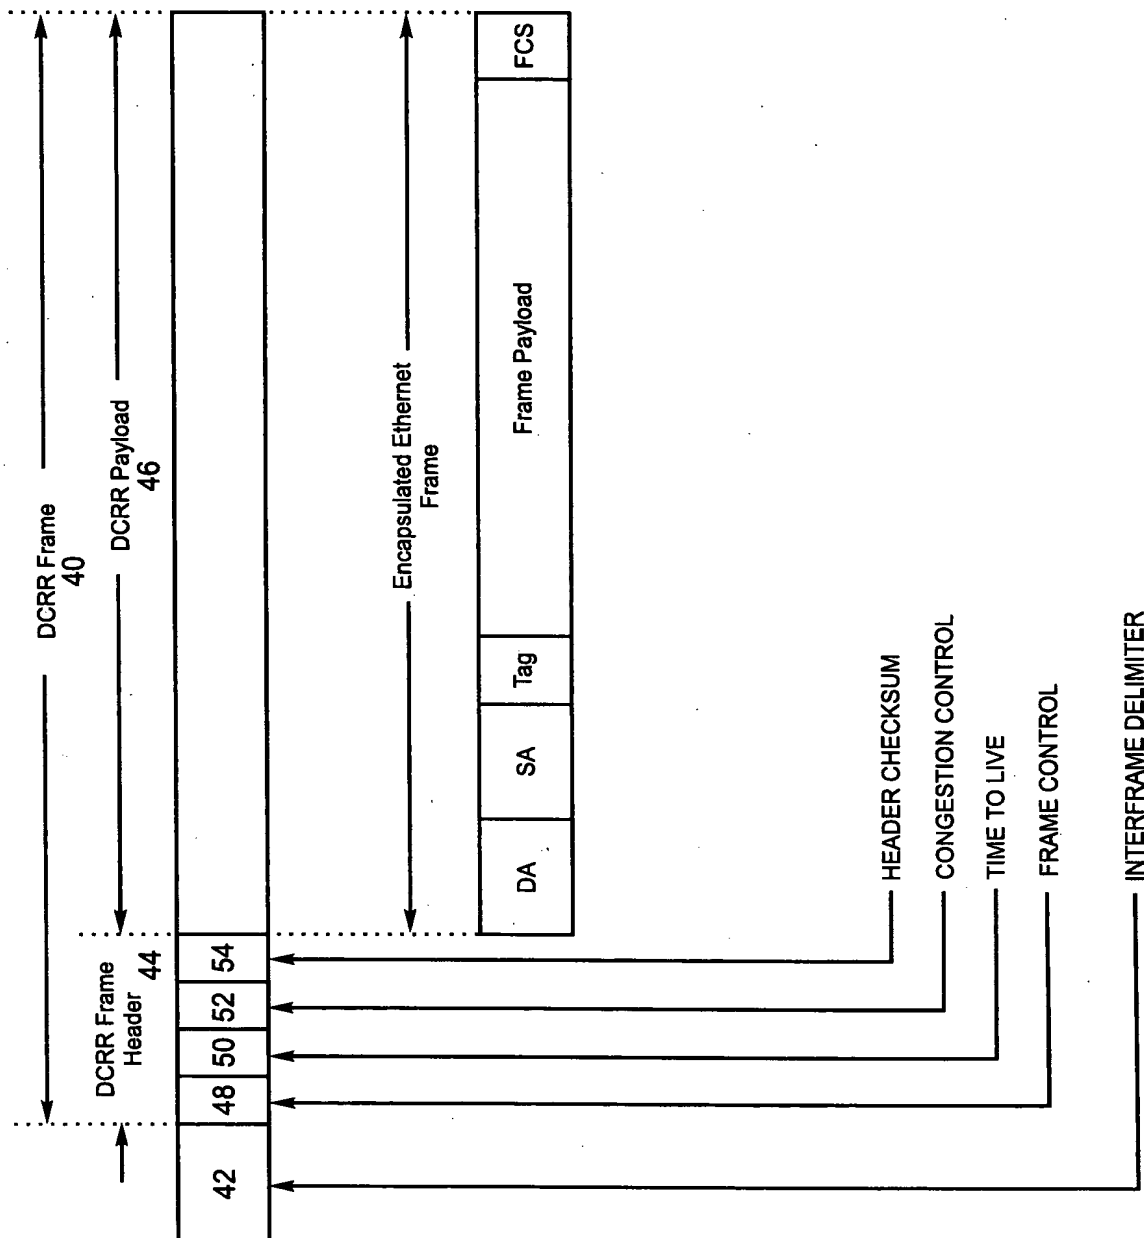 DCRR Frame
40
DCRR Frame
Header
44
DCRR Payload
46
42
48
50
52
54
Encapsulated Ethernet
Frame
DA
SA
Tag
Frame Payload
FCS
HEADER CHECKSUM
CONGESTION CONTROL
TIME TO LIVE
FRAME CONTROL
INTERFRAME DELIMITER